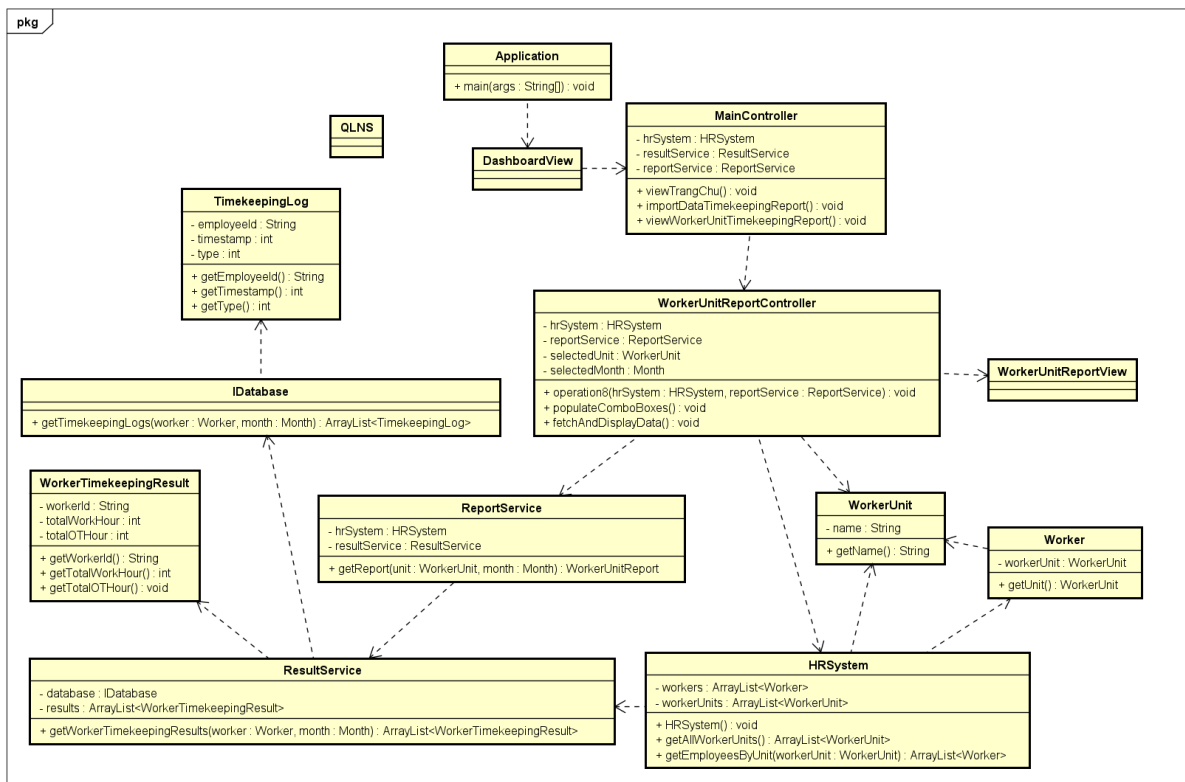 pkg
Application
+ main(args : String[]) : void
QLNS
DashboardView
MainController
- hrSystem : HRSystem
- resultService : ResultService
- reportService : ReportService
+ viewTrangChu() : void
+ importDataTimekeepingReport() : void
+ viewWorkerUnitTimekeepingReport() : void
TimekeepingLog
- employeeId : String
- timestamp : int
- type : int
+ getEmployeeId() : String
+ getTimestamp() : int
+ getType() : int
WorkerUnitReportController
- hrSystem : HRSystem
- reportService : ReportService
- selectedUnit : WorkerUnit
- selectedMonth : Month
+ operation8(hrSystem : HRSystem, reportService : ReportService) : void
+ populateComboBoxes() : void
+ fetchAndDisplayData() : void
WorkerUnitReportView
IDatabase
+ getTimekeepingLogs(worker : Worker, month : Month) : ArrayList<TimekeepingLog>
WorkerTimekeepingResult
- workerId : String
- totalWorkHour : int
- totalOTHour : int
+ getWorkerId() : String
+ getTotalWorkHour() : int
+ getTotalOTHour() : void
ReportService
- hrSystem : HRSystem
- resultService : ResultService
+ getReport(unit : WorkerUnit, month : Month) : WorkerUnitReport
WorkerUnit
- name : String
+ getName() : String
Worker
- workerUnit : WorkerUnit
+ getUnit() : WorkerUnit
ResultService
- database : IDatabase
- results : ArrayList<WorkerTimekeepingResult>
+ getWorkerTimekeepingResults(worker : Worker, month : Month) : ArrayList<WorkerTimekeepingResult>
HRSystem
- workers : ArrayList<Worker>
- workerUnits : ArrayList<WorkerUnit>
+ HRSystem() : void
+ getAllWorkerUnits() : ArrayList<WorkerUnit>
+ getEmployeesByUnit(workerUnit : WorkerUnit) : ArrayList<Worker>